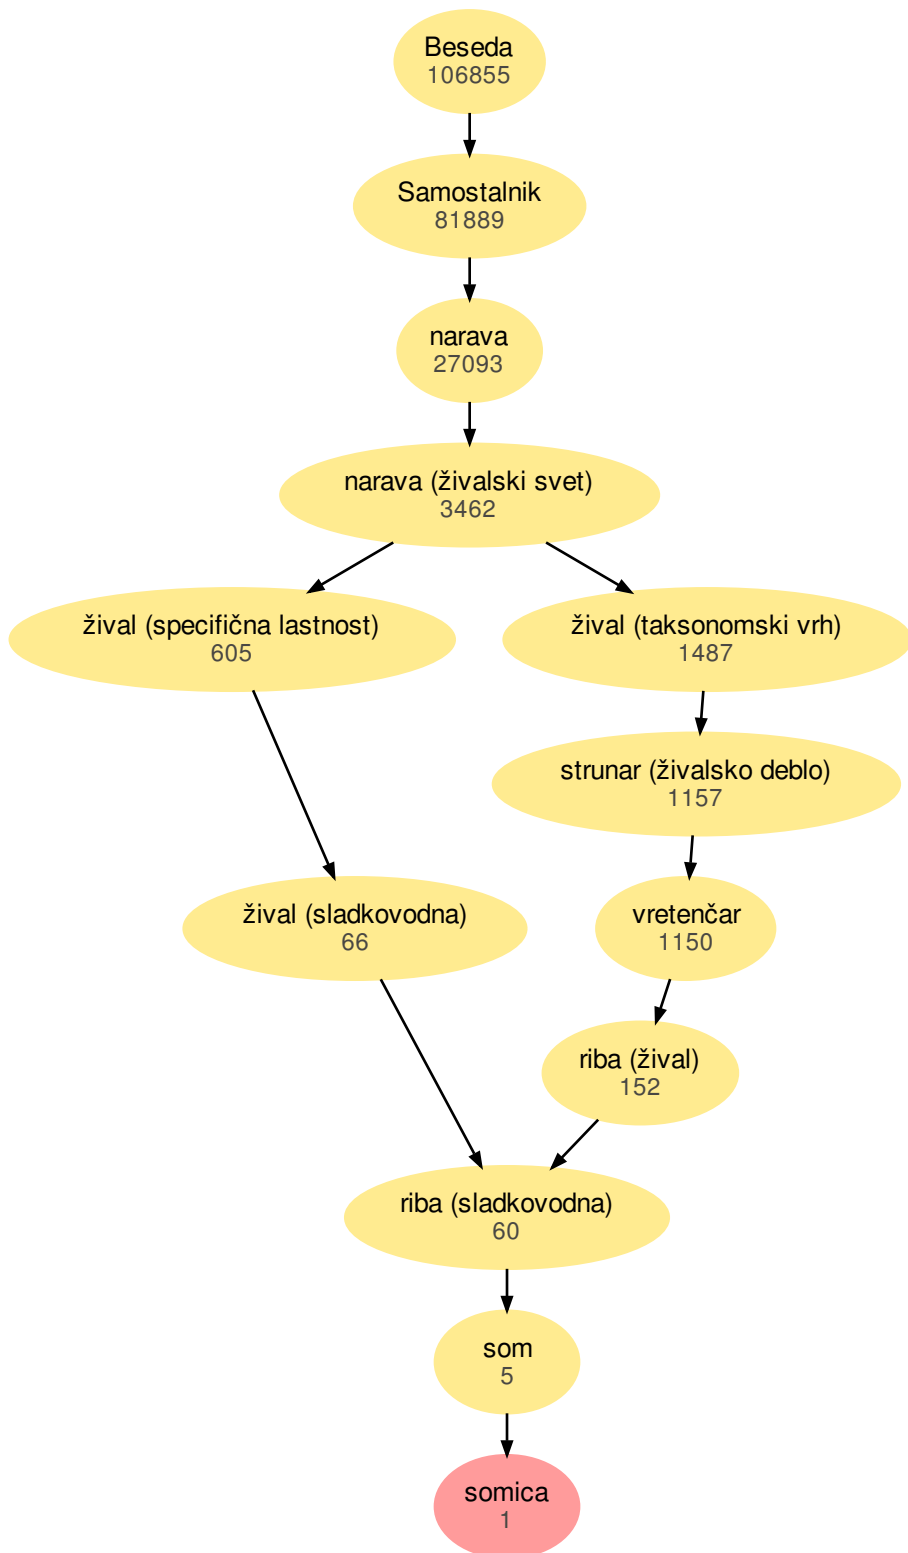 Beseda
106855
Samostalnik
81889
narava
27093
narava (živalski svet)
3462
žival (specifična lastnost)
605
žival (taksonomski vrh)
1487
strunar (živalsko deblo)
1157
žival (sladkovodna)
66
vretenčar
1150
riba (žival)
152
riba (sladkovodna)
60
som
5
somica
1